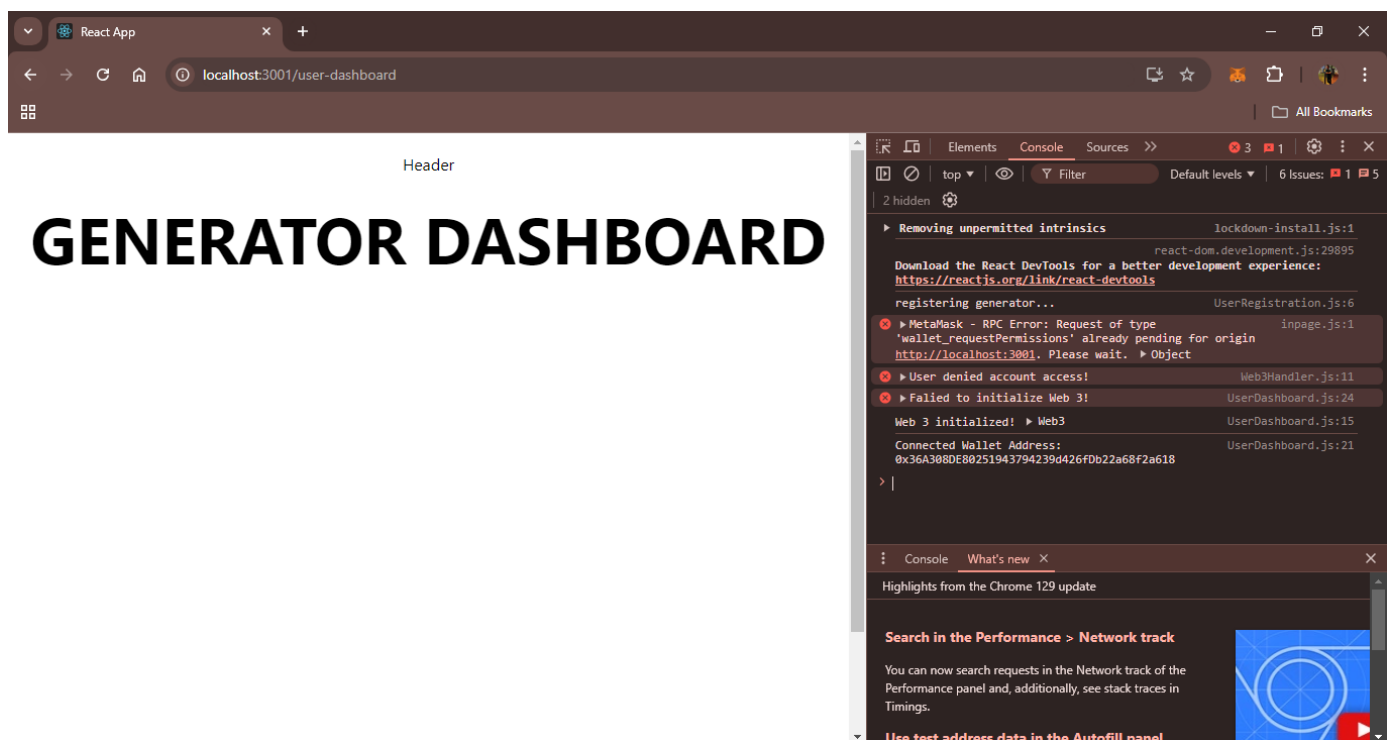 React App
localhost:3001/user-dashboard
All Bookmarks
Header
GENERATOR DASHBOARD
Elements Console Sources 3 1
top Filter Default levels 6 Issues: 1 5
2 hidden
Removing unpermitted intrinsics lockdown-install.js:1
react-dom.development.js:29895
Download the React DevTools for a better development experience:
https://reactjs.org/link/react-devtools
registering generator... UserRegistration.js:6
MetaMask - RPC Error: Request of type inpage.js:1
'wallet_requestPermissions' already pending for origin
http://localhost:3001. Please wait. Object
User denied account access! Web3Handler.js:11
Falied to initialize Web 3! UserDashboard.js:24
Web 3 initialized! Web3 UserDashboard.js:15
Connected Wallet Address: UserDashboard.js:21
0x36A308DE80251943794239d426fDb22a68f2a618
Console What's new
Highlights from the Chrome 129 update
Search in the Performance > Network track
You can now search requests in the Network track of the
Performance panel and, additionally, see stack traces in
Timings.
Use test address data in the Autofill panel